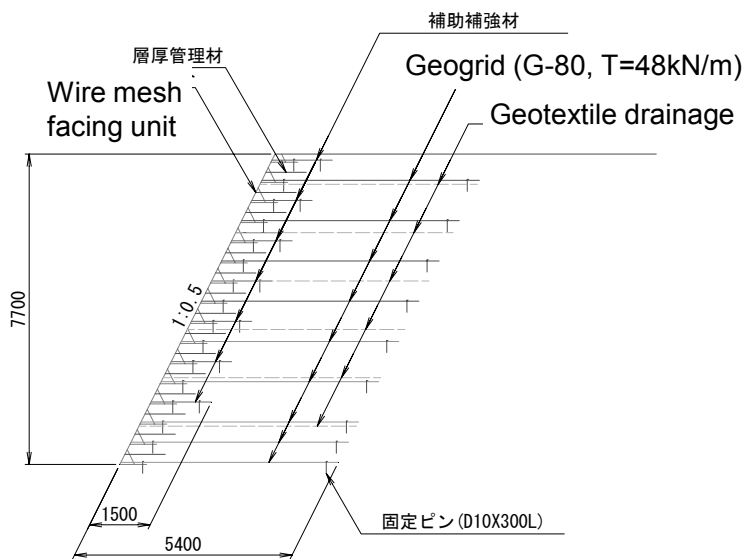 補助補強材
層厚管理材
Geogrid (G-80, T=48kN/m)
Wire mesh
facing unit
Geotextile drainage
1:0.5
7700
1500
5400
固定ピン(D10X300L)